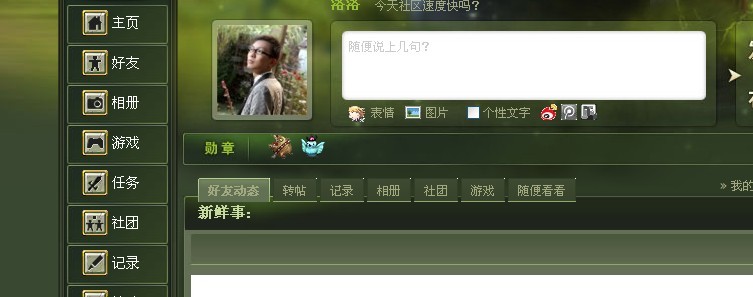 洛洛 今天社区速度快吗?
主页
随便说上几句?
好友
相册
表情 图片 个性文字
游戏
勋章
任务
好友动态 转帖 记录 相册 社团 游戏 随便看看
» 我的
社团
新鲜事:
记录